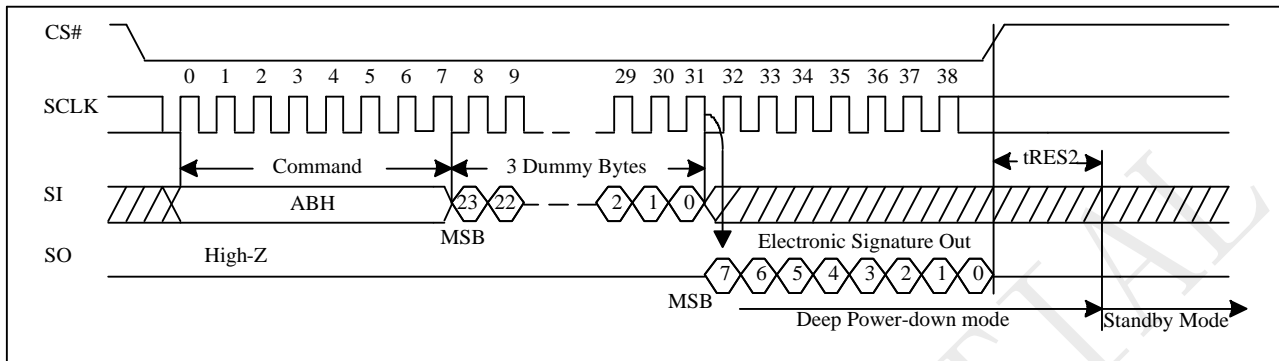 CS#
0 1 2 3 4 5 6 7 8 9 29 30 31 32 33 34 35 36 37 38
SCLK
Command 3 Dummy Bytes tRES2
SI ABH 23 22 2 1 0
MSB
SO High-Z Electronic Signature Out
7 6 5 4 3 2 1 0
MSB
Deep Power-down mode Standby Mode